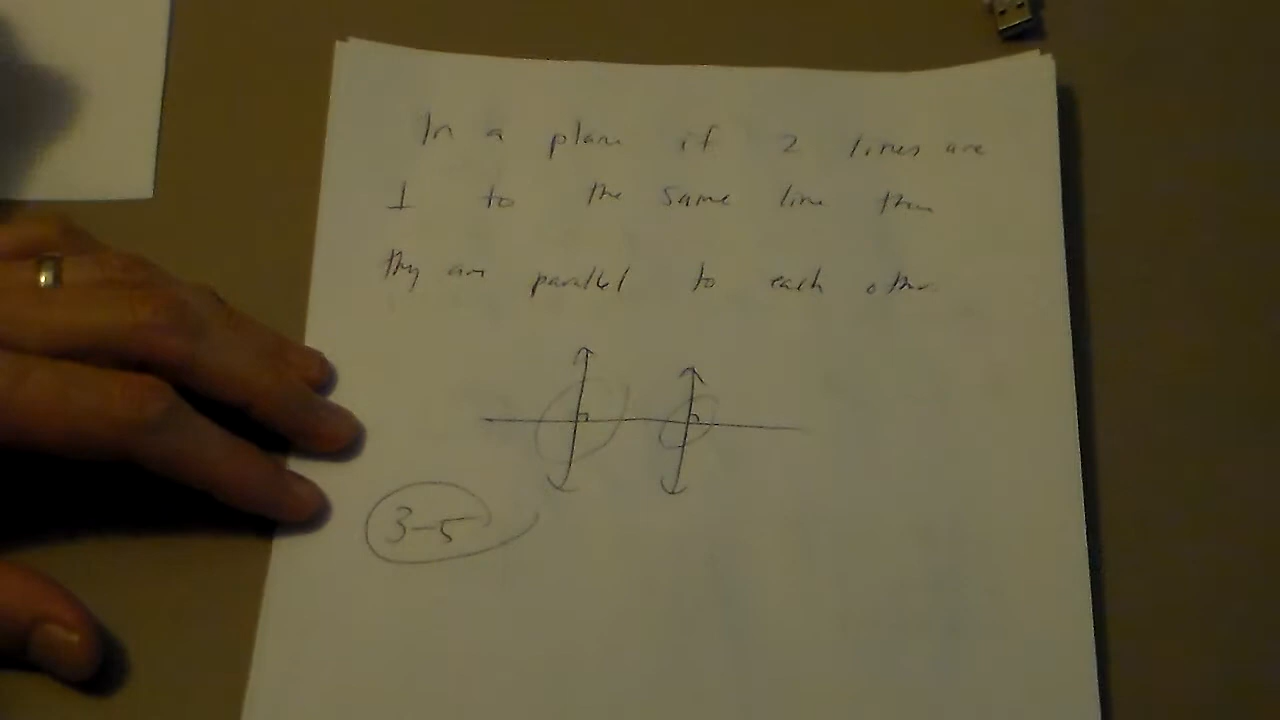 In a plane if 2 lines are
⊥ to the same line then
they are parallel to each other
3-5